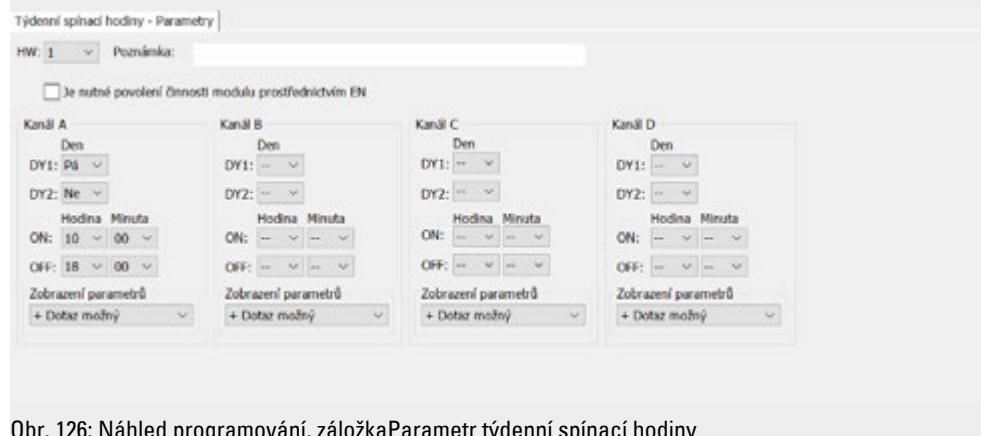 Týdenní spínací hodiny - Parametry
HW: 1 Poznámka:
Je nutné povolení činnosti modulu prostřednictvím EN
Kanál A Kanál B Kanál C Kanál D
Den Den Den Den
DY1: Pá DY1: -- DY1: -- DY1: --
DY2: Ne DY2: -- DY2: -- DY2: --
Hodina Minuta Hodina Minuta Hodina Minuta Hodina Minuta
ON: 10 00 ON: -- -- ON: -- -- ON: -- --
OFF: 18 00 OFF: -- -- OFF: -- -- OFF: -- --
Zobrazení parametrů Zobrazení parametrů Zobrazení parametrů Zobrazení parametrů
+ Dotaz možný + Dotaz možný + Dotaz možný + Dotaz možný
Obr. 126: Náhled programování, záložkaParametr týdenní spínací hodiny